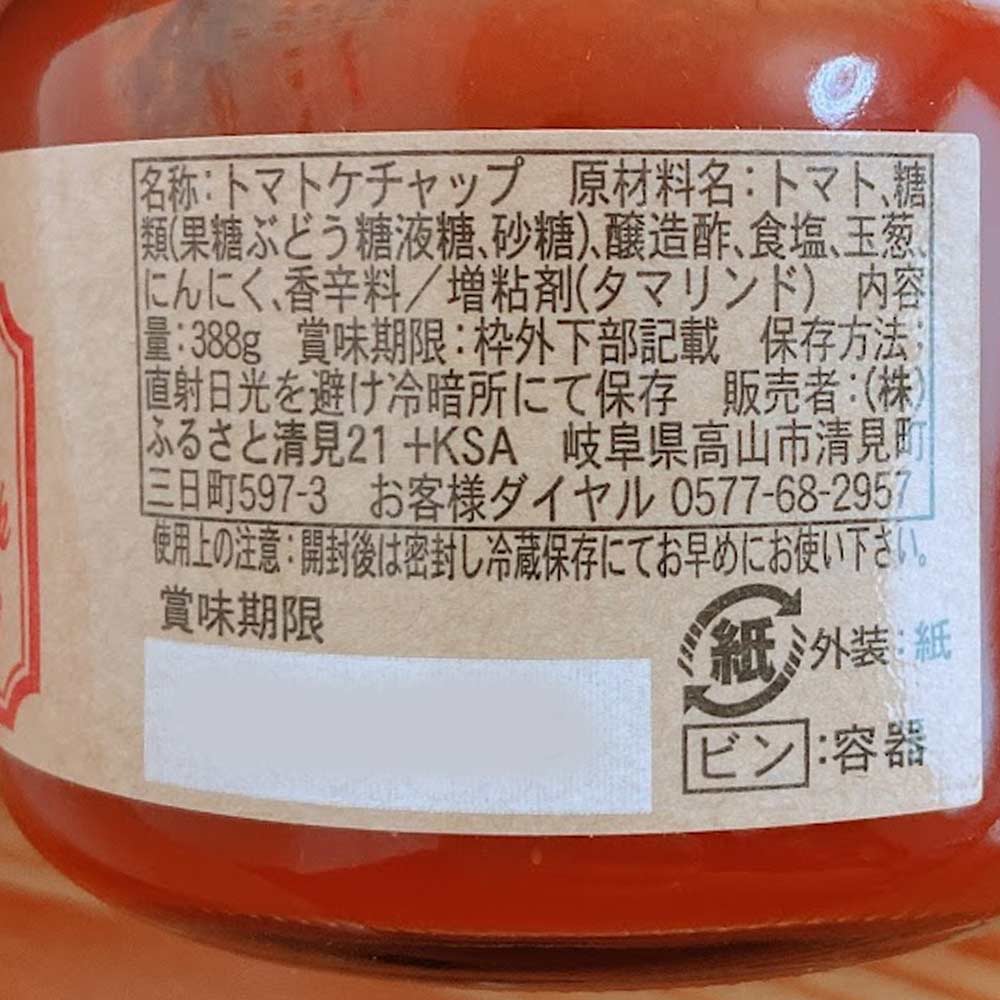 名称:トマトケチャップ 原材料名:トマト、糖
類(果糖ぶどう糖液糖、砂糖)、醸造酢、食塩、玉葱、
にんにく、香辛料/増粘剤(タマリンド) 内容
量:388g 賞味期限:枠外下部記載 保存方法:
直射日光を避け冷暗所にて保存 販売者:(株)
ふるさと清見21 +KSA 岐阜県高山市清見町
三日町597-3 お客様ダイヤル 0577-68-2957
使用上の注意:開封後は密封し冷蔵保存にてお早めにお使い下さい。
賞味期限
紙 外装:紙
ビン:容器